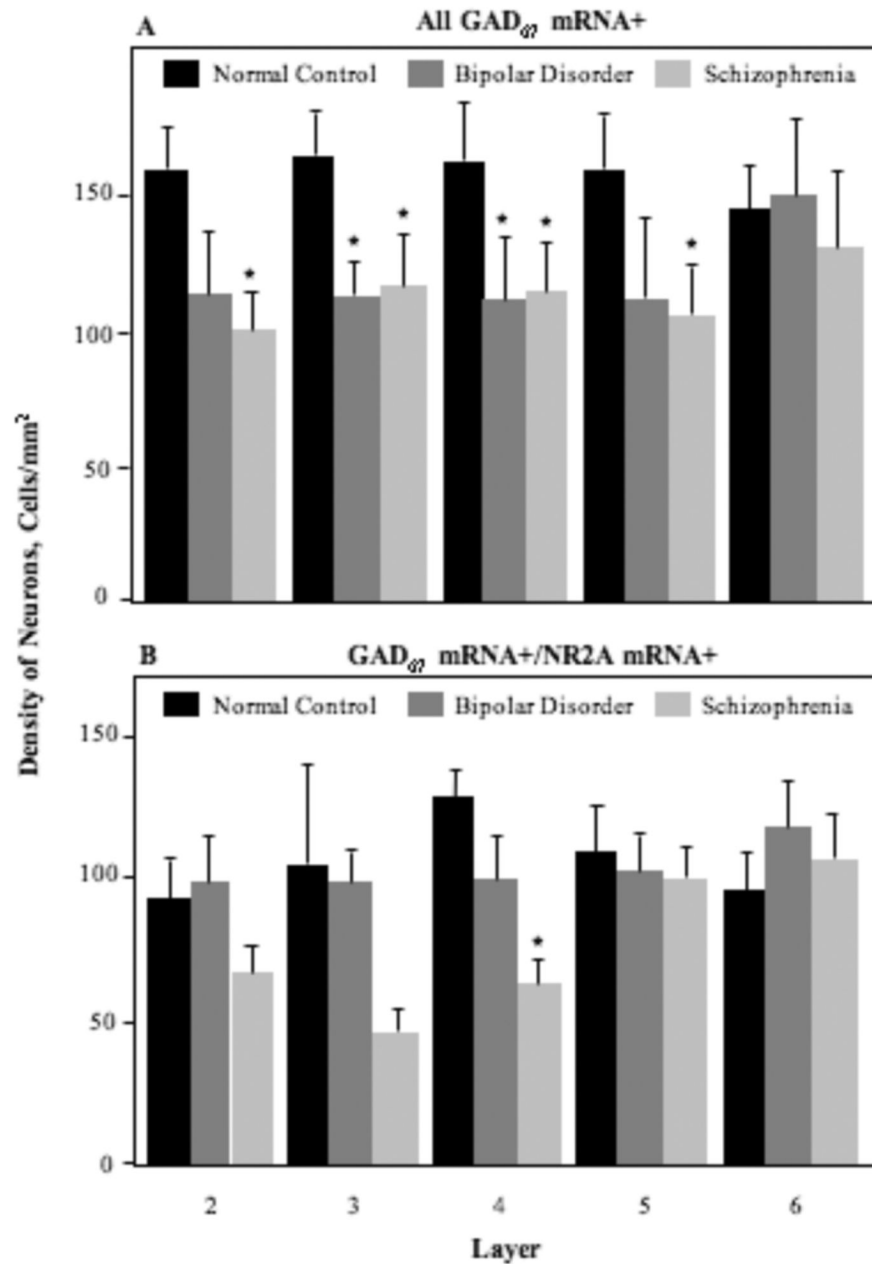 A All GAD67 mRNA+
Normal Control Bipolar Disorder Schizophrenia
150
100
50
0
* * * * * * *
Density of Neurons, Cells/mm²
B GAD67 mRNA+/NR2A mRNA+
Normal Control Bipolar Disorder Schizophrenia
150
100
50
0
*
2 3 4 5 6
Layer